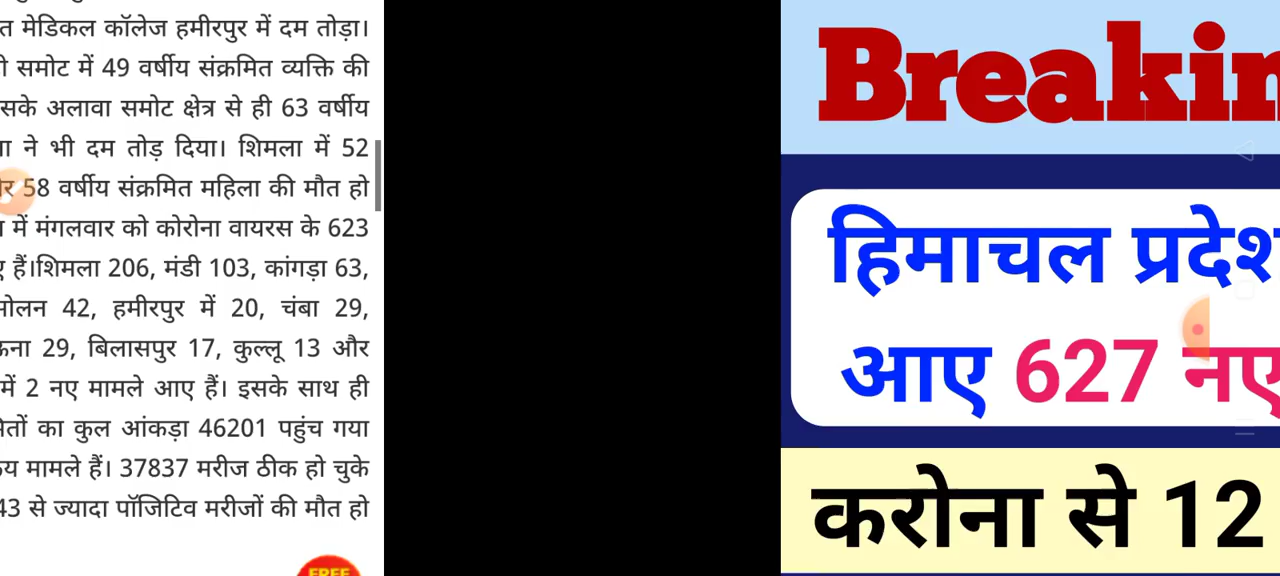 त मेडिकल कॉलेज हमीरपुर में दम तोड़ा।
समोट में 49 वर्षीय संक्रमित व्यक्ति की
सके अलावा समोट क्षेत्र से ही 63 वर्षीय
ने भी दम तोड़ दिया। शिमला में 52
58 वर्षीय संक्रमित महिला की मौत हो
में मंगलवार को कोरोना वायरस के 623
हैं।शिमला 206, मंडी 103, कांगड़ा 63,
42, हमीरपुर में 20, चंबा 29,
29, बिलासपुर 17, कुल्लू 13 और
में 2 नए मामले आए हैं। इसके साथ ही
का कुल आंकड़ा 46201 पहुंच गया
मामले हैं। 37837 मरीज ठीक हो चुके
43 से ज्यादा पॉजिटिव मरीजों की मौत हो
FREE
Breakin
हिमाचल प्रदेश
आए 627 नए
करोना से 12